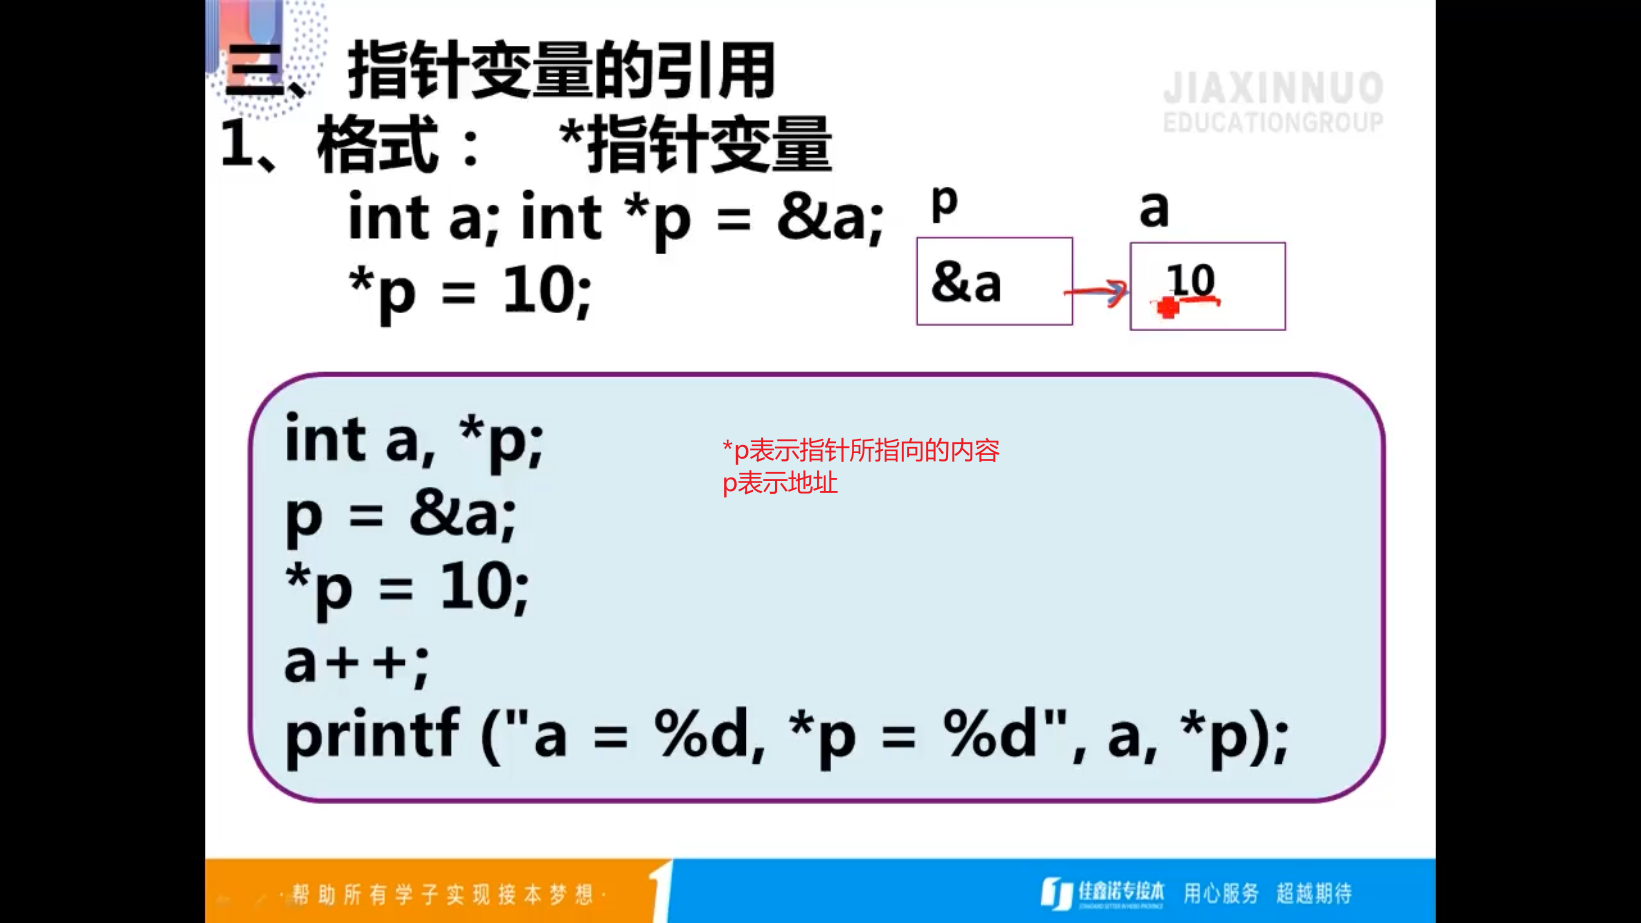 三、指针变量的引用
JIAXINNUO
EDUCATIONGROUP
1、格式： *指针变量
int a; int *p = &a;
*p = 10;
p
a
&a
10
int a, *p;
p = &a;
*p = 10;
a++;
printf ("a = %d, *p = %d", a, *p);
*p表示指针所指向的内容
p表示地址
·帮助所有学子实现接本梦想·
佳鑫诺专接本
用心服务 超越期待